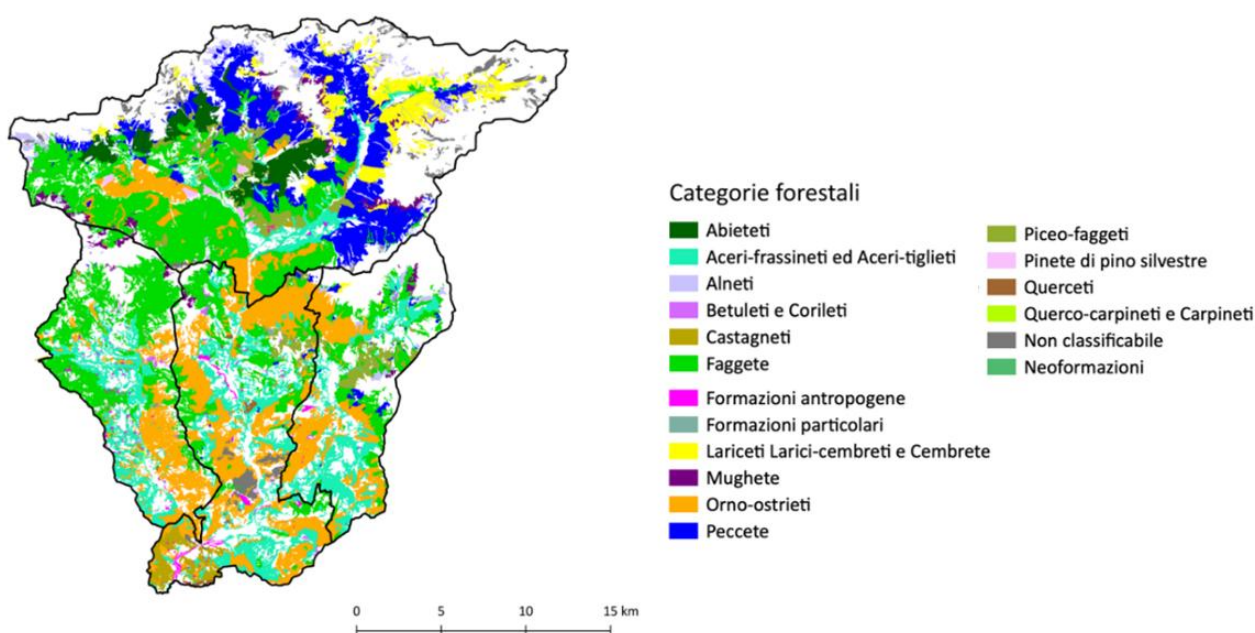 Categorie forestali
Abieteti
Aceri-frassineti ed Aceri-tiglieti
Alneti
Betuleti e Corileti
Castagneti
Faggete
Formazioni antropogene
Formazioni particolari
Lariceti Larici-cembreti e Cembrete
Mughete
Orno-ostrieti
Peccete
Piceo-faggeti
Pinete di pino silvestre
Querceti
Querco-carpineti e Carpineti
Non classificabile
Neoformazioni
0 5 10 15 km